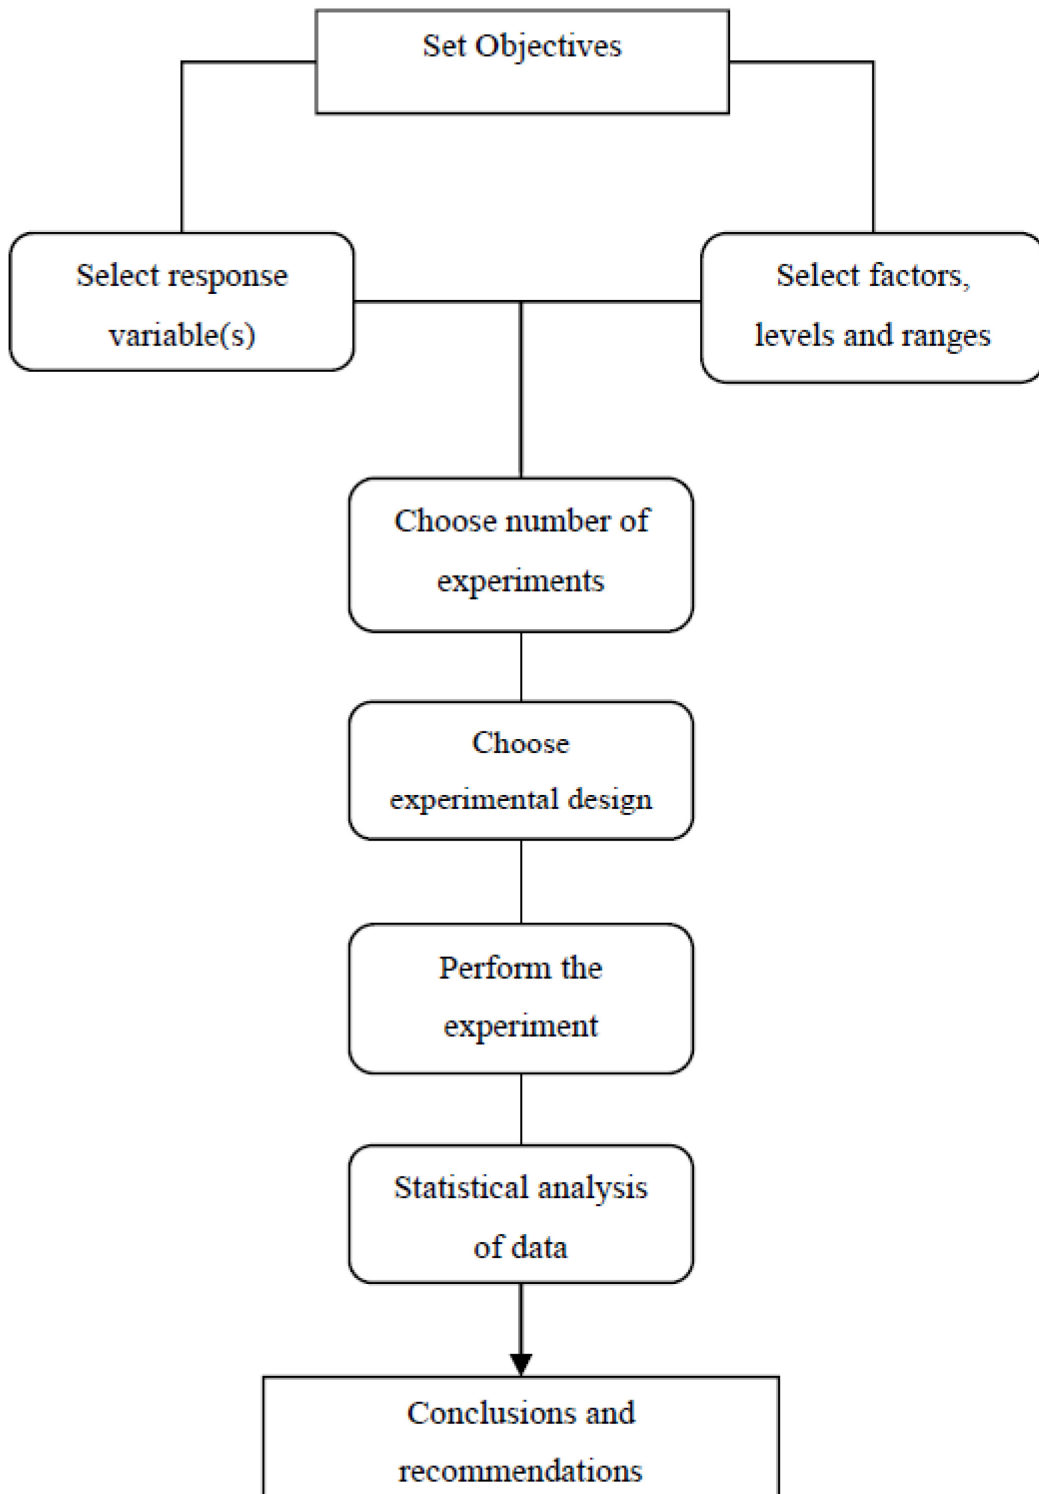 Set Objectives
Select response
variable(s)
Select factors,
levels and ranges
Choose number of
experiments
Choose
experimental design
Perform the
experiment
Statistical analysis
of data
Conclusions and
recommendations